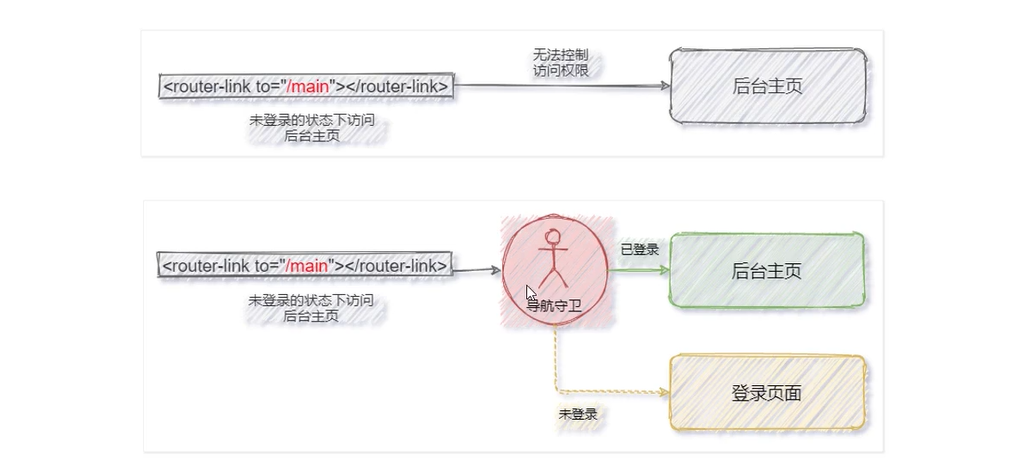 无法控制
访问权限
<router-link to="/main"></router-link>
后台主页
未登录的状态下访问
后台主页
已登录
<router-link to="/main"></router-link>
后台主页
未登录的状态下访问
后台主页
导航守卫
登录页面
未登录